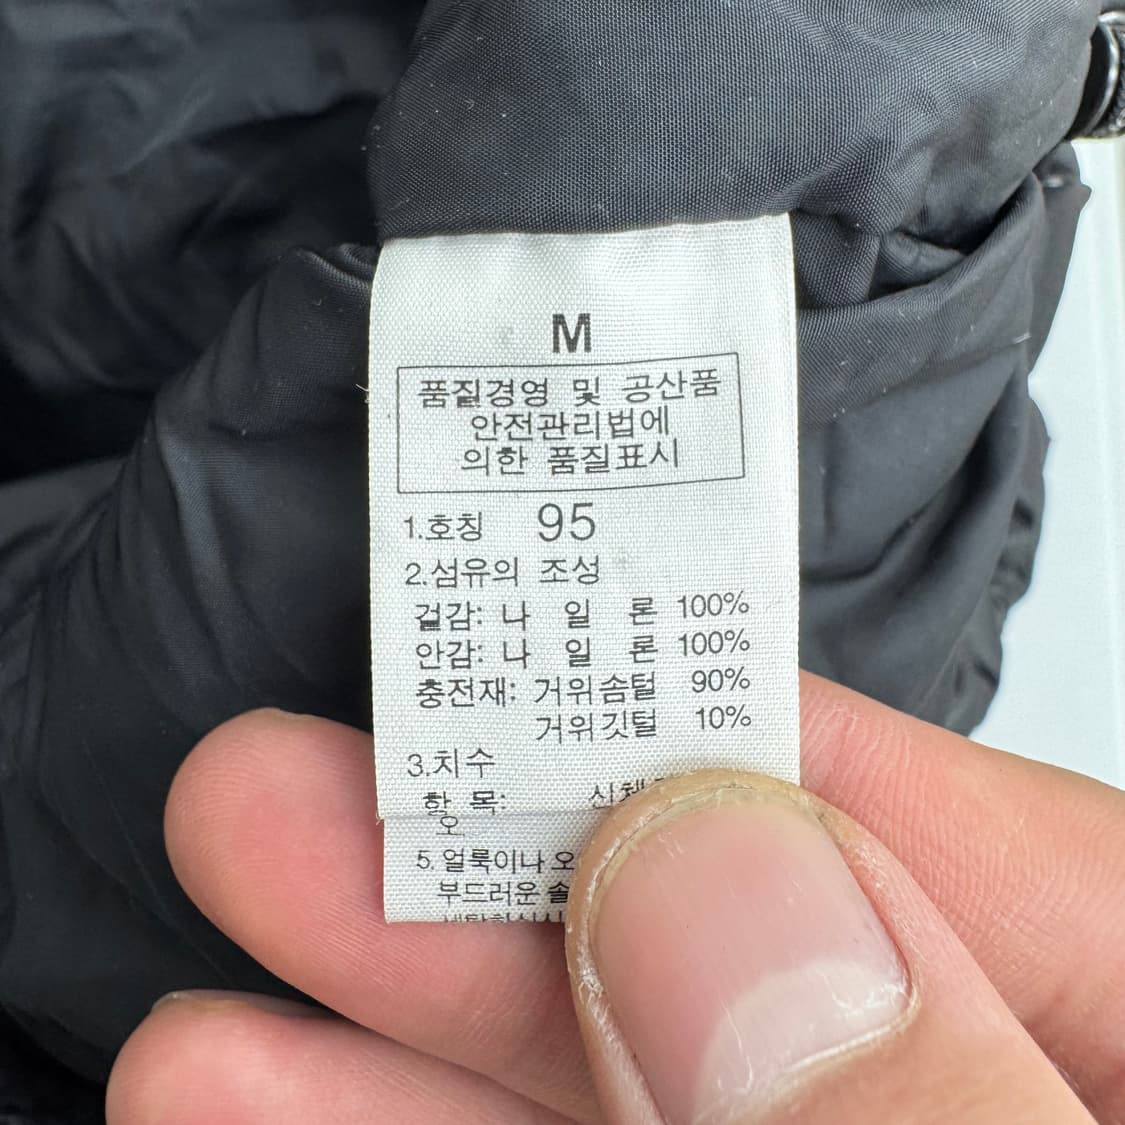 M
품질경영 및 공산품
안전관리법에
의한 품질표시
1.호칭 95
2.섬유의 조성
겉감: 나 일 론 100%
안감: 나 일 론 100%
충전재: 거위솜털 90%
거위깃털 10%
3.치수
항 목:
오
5. 얼룩이나 오
부드러운 솔